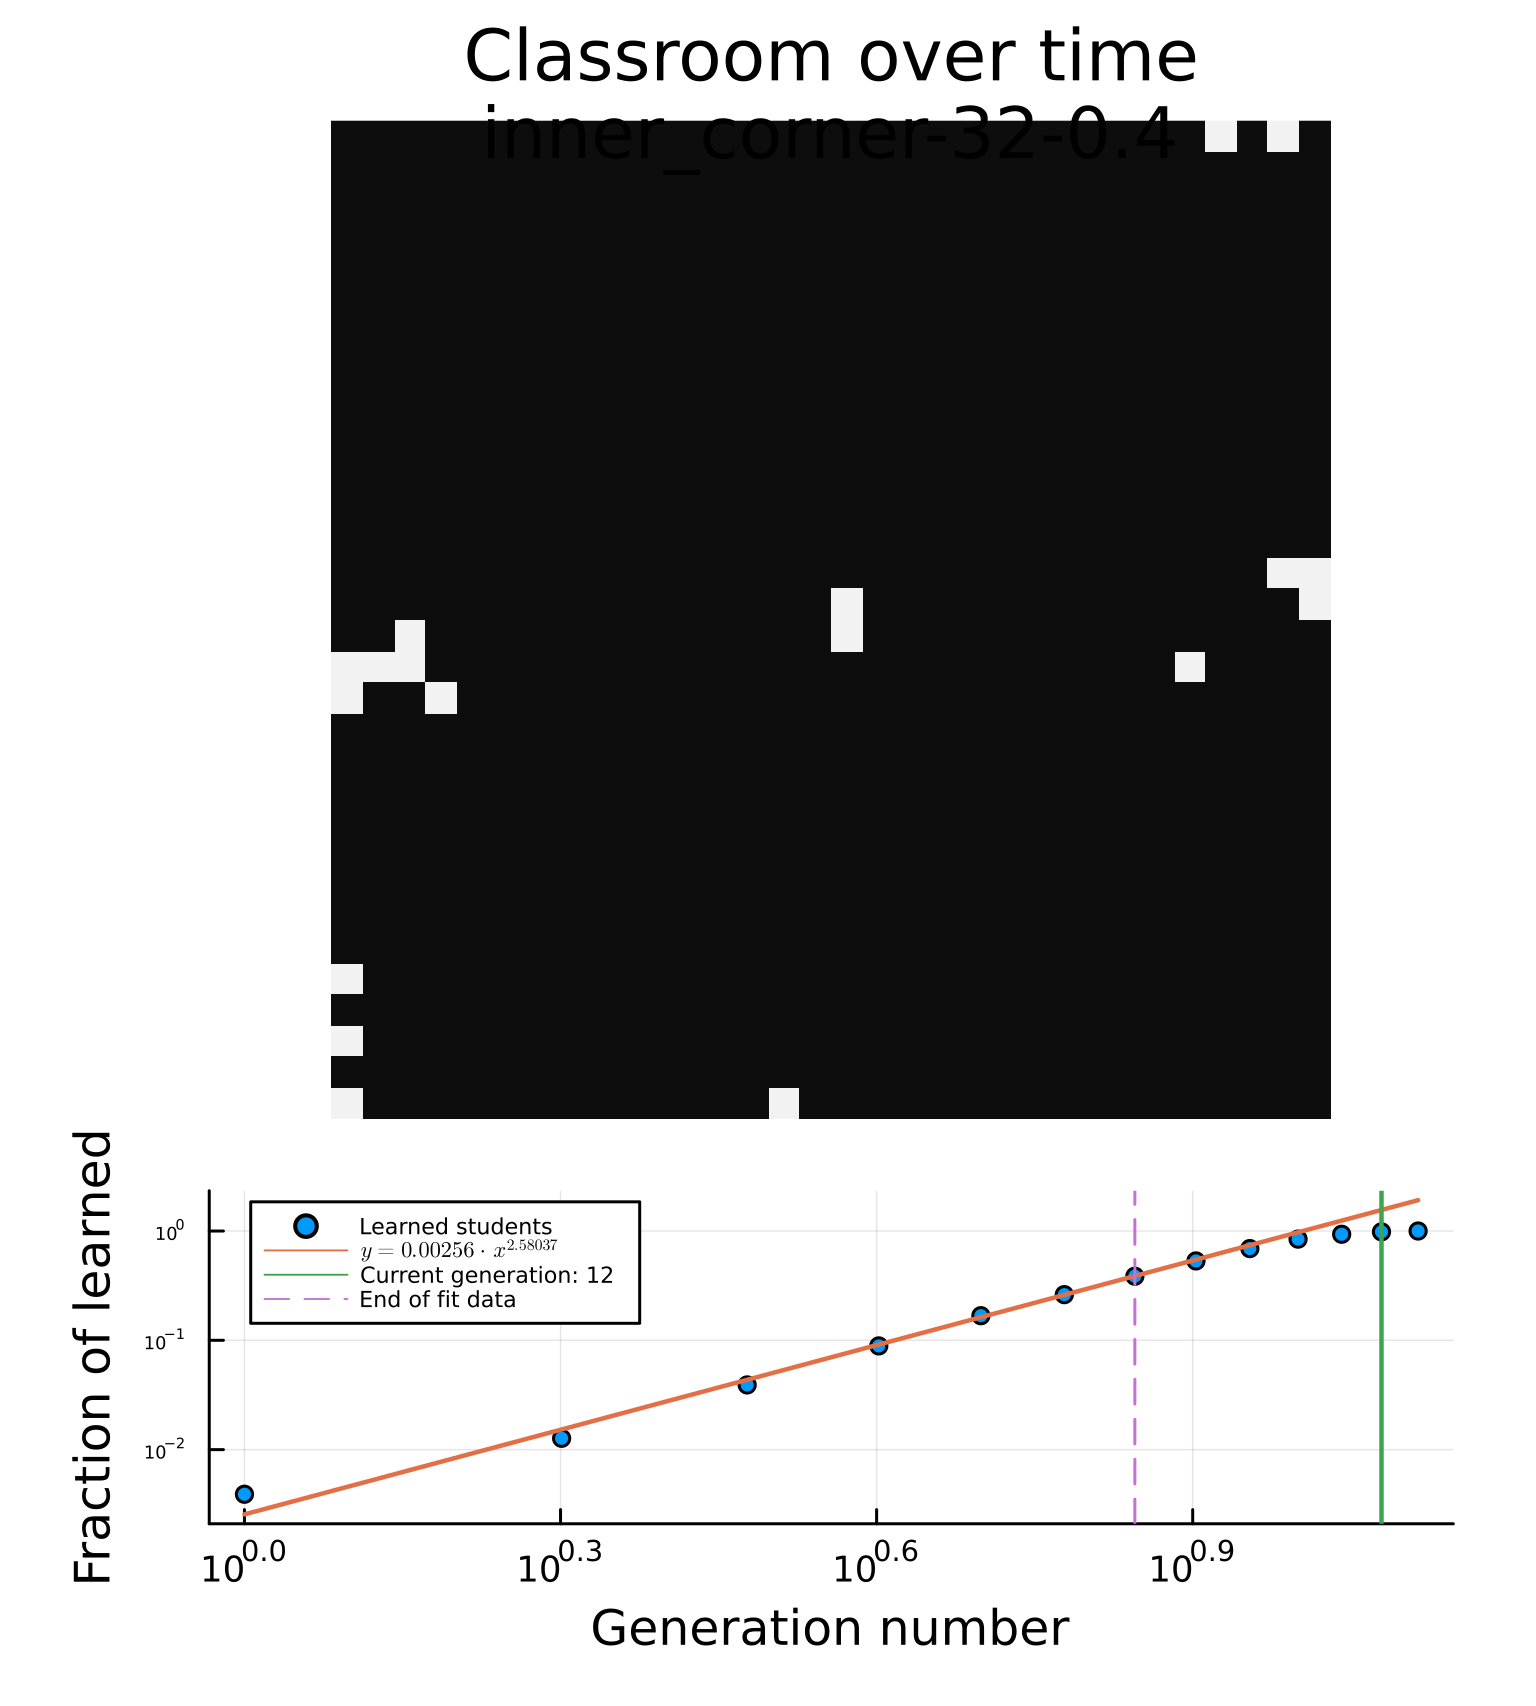 Classroom over time
inner_corner-32-0.4
Fraction of learned
10^0
10^-1
10^-2
Learned students
y = 0.00256 · x^2.58037
Current generation: 12
End of fit data
10^0.0 10^0.3 10^0.6 10^0.9
Generation number